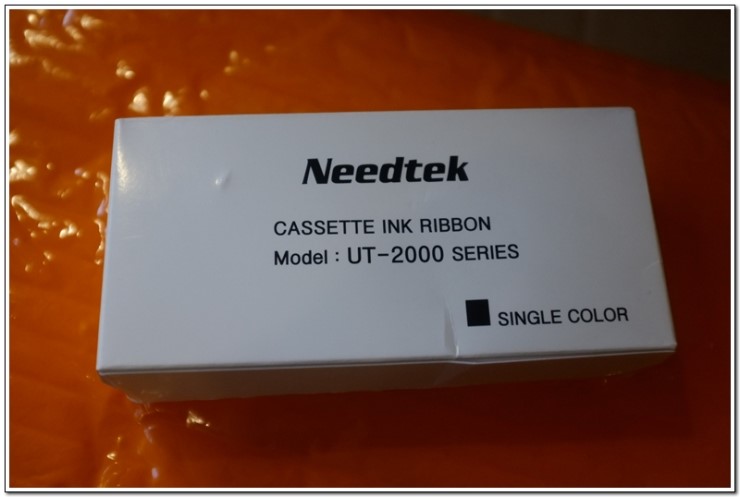 Needtek
CASSETTE INK RIBBON
Model : UT-2000 SERIES
SINGLE COLOR